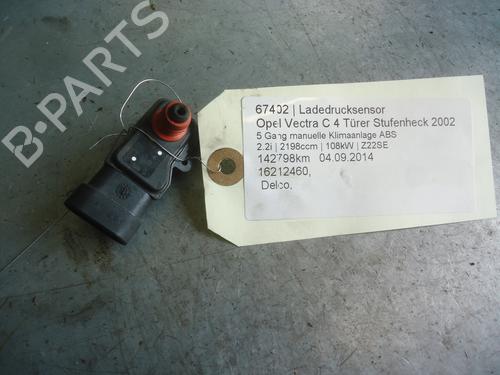 B-PARTS
67402 | Ladedrucksensor
Opel Vectra C 4 Türer Stufenheck 2002
5 Gang manuelle Klimaanlage ABS
2.2i | 2198ccm | 108kW | Z22SE
142798km 04.09.2014
16212460,
Delco,